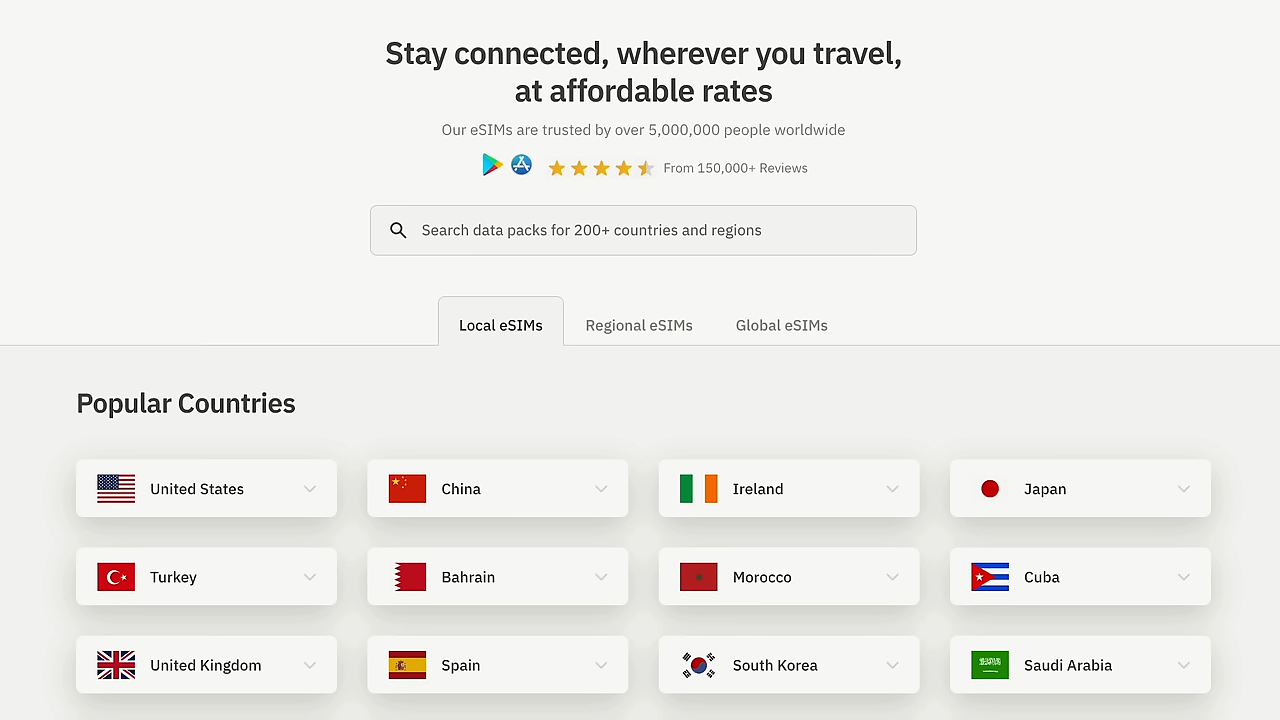 Stay connected, wherever you travel,
at affordable rates
Our eSIMs are trusted by over 5,000,000 people worldwide
From 150,000+ Reviews
Search data packs for 200+ countries and regions
Local eSIMs
Regional eSIMs
Global eSIMs
Popular Countries
United States
China
Ireland
Japan
Turkey
Bahrain
Morocco
Cuba
United Kingdom
Spain
South Korea
Saudi Arabia